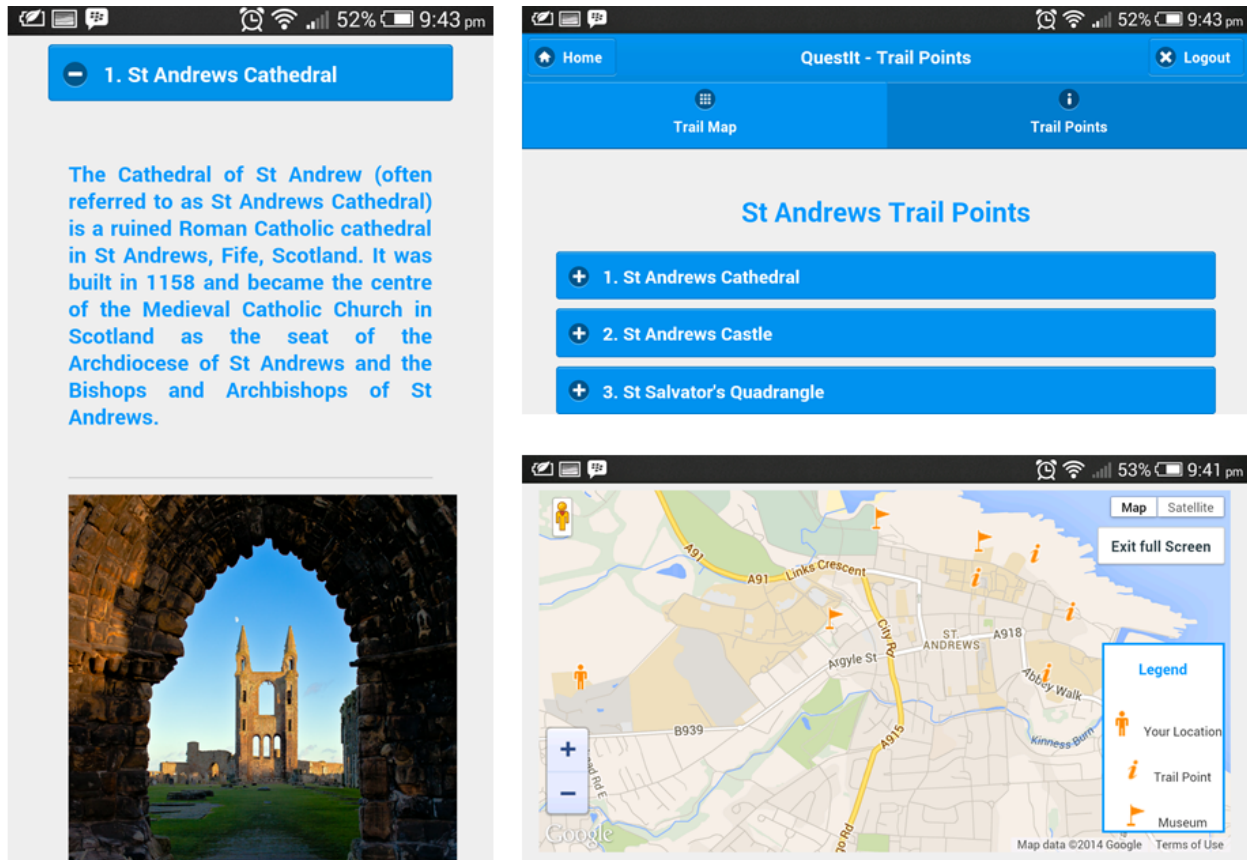 52% 9:43 pm
1. St Andrews Cathedral
The Cathedral of St Andrew (often
referred to as St Andrews Cathedral)
is a ruined Roman Catholic cathedral
in St Andrews, Fife, Scotland. It was
built in 1158 and became the centre
of the Medieval Catholic Church in
Scotland as the seat of the
Archdiocese of St Andrews and the
Bishops and Archbishops of St
Andrews.
52% 9:43 pm
Home
QuestIt - Trail Points
Logout
Trail Map
Trail Points
St Andrews Trail Points
1. St Andrews Cathedral
2. St Andrews Castle
3. St Salvator's Quadrangle
53% 9:41 pm
Map Satellite
Exit full Screen
A91
A91
Links Crescent
City Rd
ST.
ANDREWS
A918
Argyle St
Abbey Walk
B939
A915
Kinness Burn
Rd E
Legend
Your Location
Trail Point
Museum
Google
Map data ©2014 Google Terms of Use